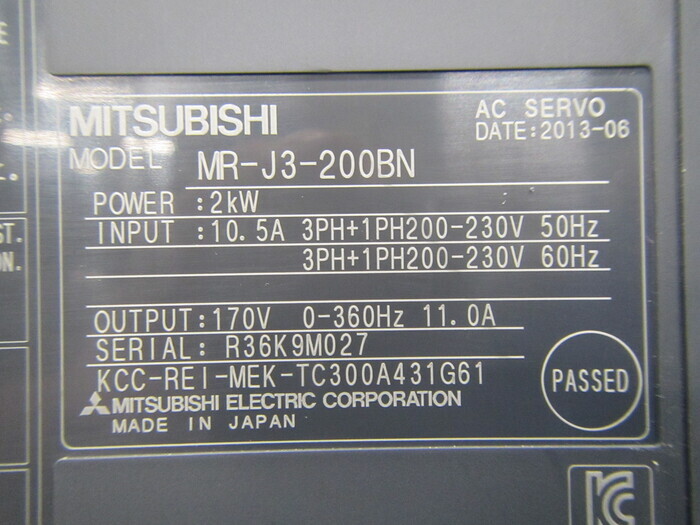 E
.
L.
ST.
ON.
MITSUBISHI
AC SERVO
DATE:2013-06
MODEL MR-J3-200BN
POWER :2kW
INPUT :10.5A 3PH+1PH200-230V 50Hz
3PH+1PH200-230V 60Hz
OUTPUT:170V 0-360Hz 11.0A
SERIAL: R36K9M027
KCC-REI-MEK-TC300A431G61
PASSED
MITSUBISHI ELECTRIC CORPORATION
MADE IN JAPAN